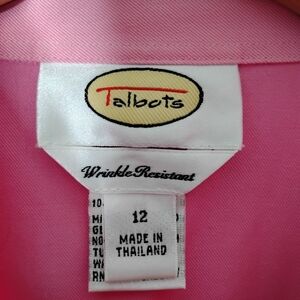 Talbots
Wrinkle Resistant
12
MADE IN
THAILAND